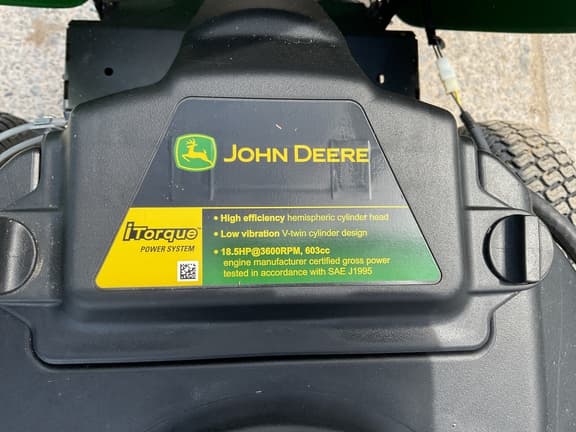 JOHN DEERE
iTorque™
POWER SYSTEM
• High efficiency hemispheric cylinder head
• Low vibration V-twin cylinder design
• 18.5HP@3600RPM, 603cc
engine manufacturer certified gross power
tested in accordance with SAE J1995